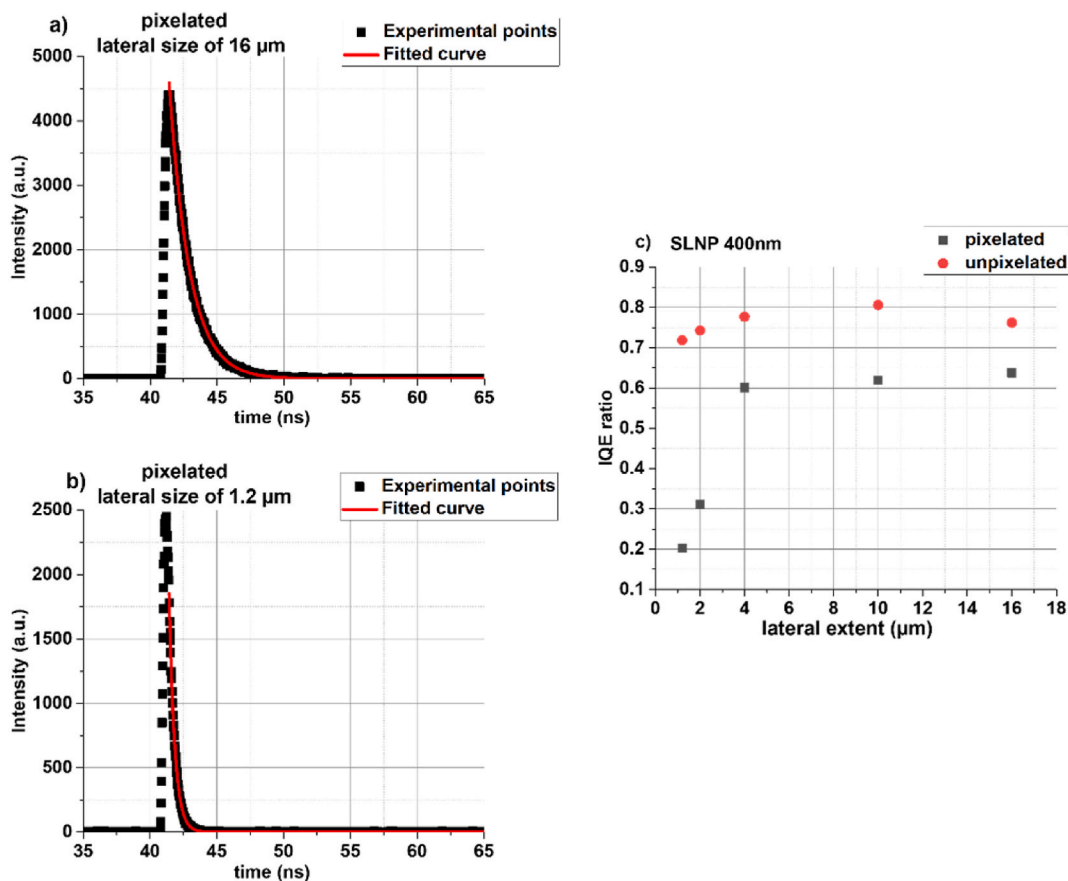 a)
pixelated
lateral size of 16 µm
Experimental points
Fitted curve
5000
4000
3000
2000
1000
0
Intensity (a.u.)
35 40 45 50 55 60 65
time (ns)
b)
pixelated
lateral size of 1.2 µm
Experimental points
Fitted curve
2500
2000
1500
1000
500
0
Intensity (a.u.)
35 40 45 50 55 60 65
time (ns)
c) SLNP 400nm
pixelated
unpixelated
0.9
0.8
0.7
0.6
0.5
0.4
0.3
0.2
0.1
IQE ratio
0 2 4 6 8 10 12 14 16 18
lateral extent (µm)